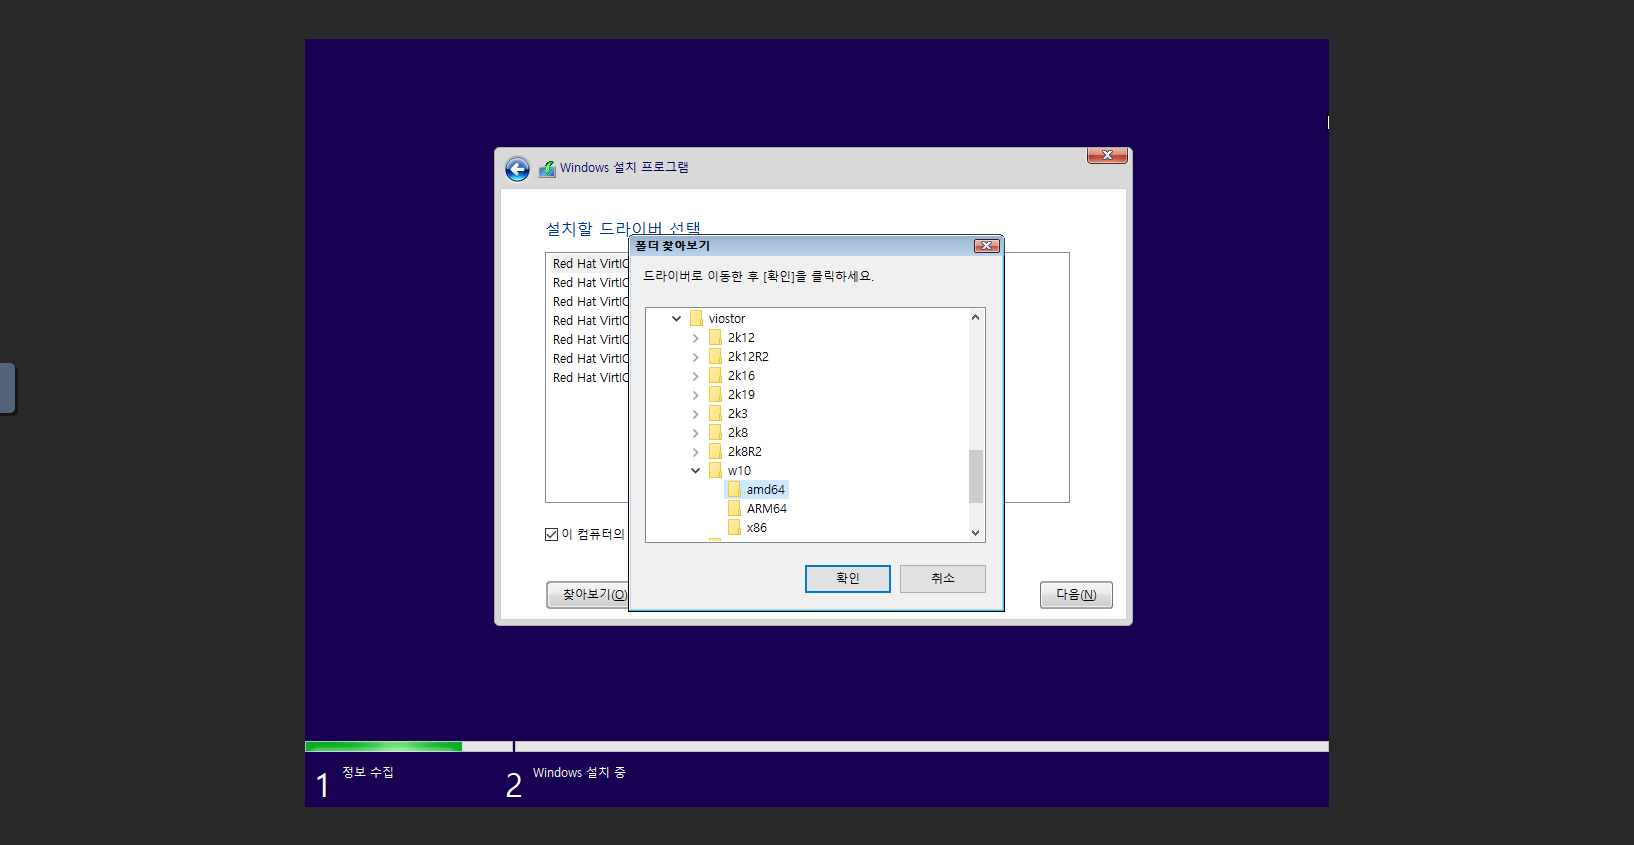 Windows 설치 프로그램
설치할 드라이버 선택
Red Hat VirtIO
Red Hat VirtIO
Red Hat VirtIO
Red Hat VirtIO
Red Hat VirtIO
Red Hat VirtIO
Red Hat VirtIO
이 컴퓨터의
찾아보기(O)
다음(N)
폴더 찾아보기
드라이버로 이동한 후 [확인]을 클릭하세요.
viostor
2k12
2k12R2
2k16
2k19
2k3
2k8
2k8R2
w10
amd64
ARM64
x86
확인
취소
1 정보 수집
2 Windows 설치 중